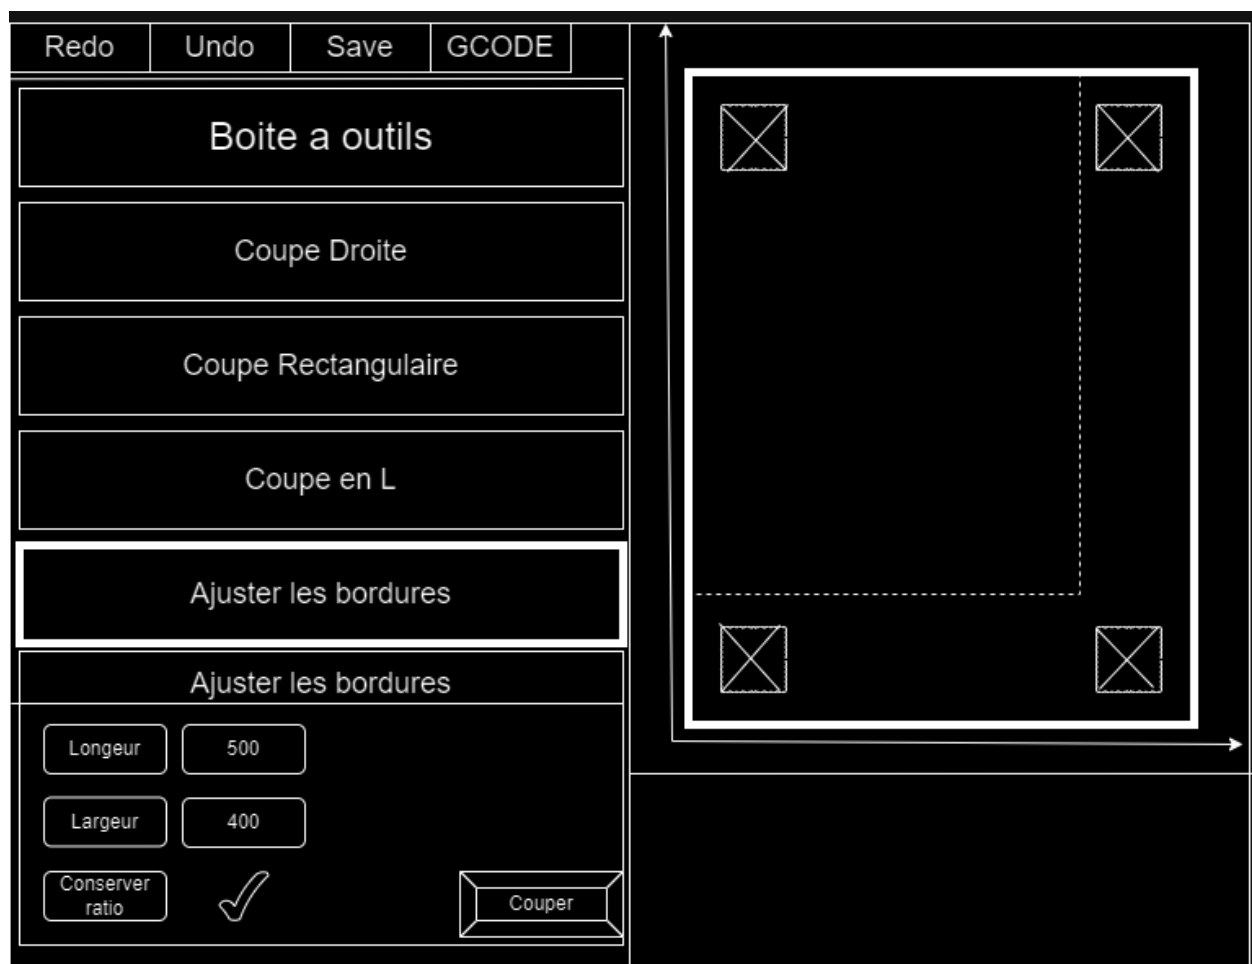 Redo
Undo
Save
GCODE
Boite a outils
Coupe Droite
Coupe Rectangulaire
Coupe en L
Ajuster les bordures
Ajuster les bordures
Longeur
500
Largeur
400
Conserver
ratio
Couper